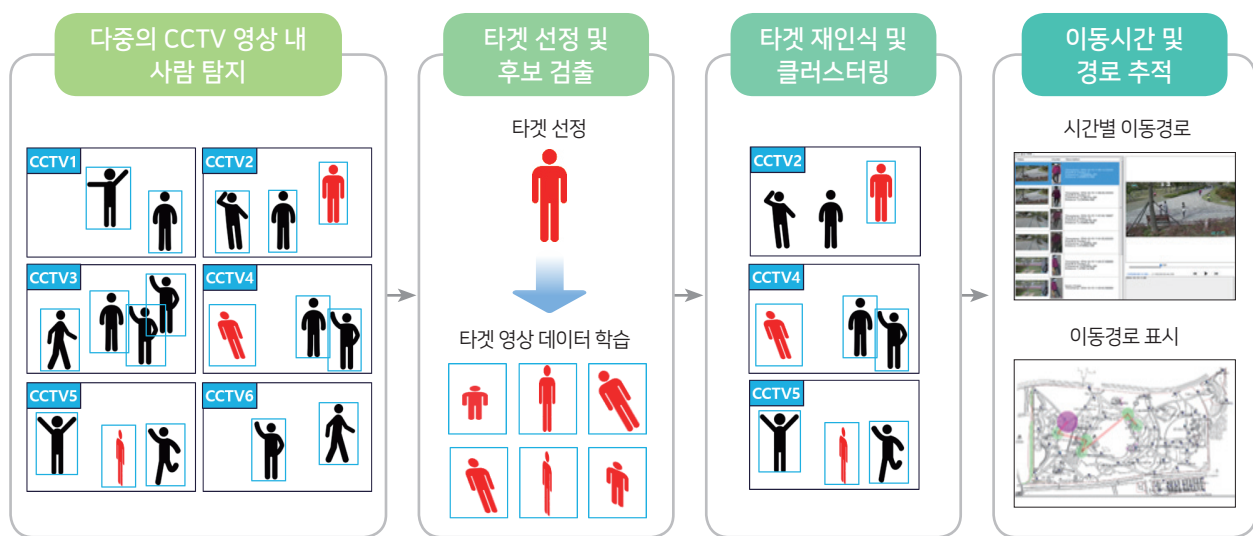 다중의 CCTV 영상 내
사람 탐지
타겟 선정 및
후보 검출
타겟 재인식 및
클러스터링
이동시간 및
경로 추적
CCTV1
CCTV2
CCTV3
CCTV4
CCTV5
CCTV6
타겟 선정
타겟 영상 데이터 학습
CCTV2
CCTV4
CCTV5
시간별 이동경로
이동경로 표시